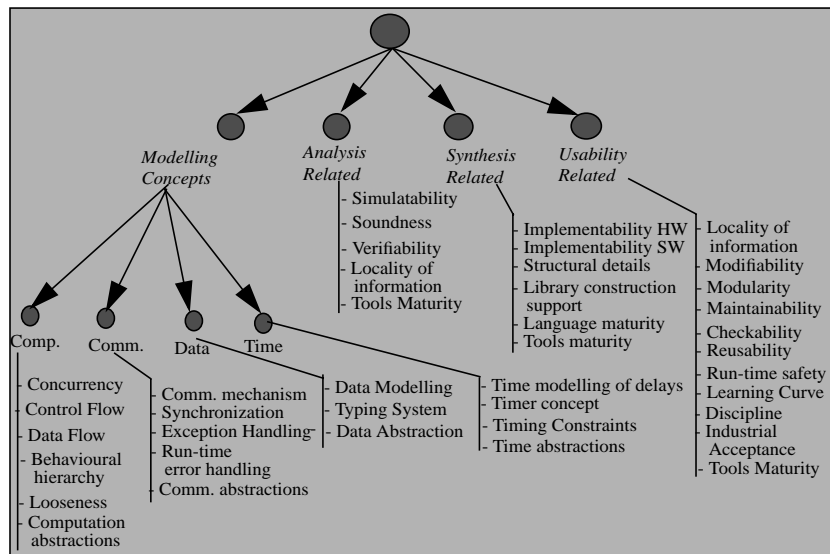 Modelling
Concepts
Analysis
Related
Synthesis
Related
Usability
Related
- Simulatability
- Soundness
- Verifiability
- Locality of
information
- Tools Maturity
- Implementability HW
- Implementability SW
- Structural details
- Library construction
support
- Language maturity
- Tools maturity
- Locality of
information
- Modifiability
- Modularity
- Maintainability
- Checkability
- Reusability
- Run-time safety
- Learning Curve
- Discipline
- Industrial
Acceptance
- Tools Maturity
Comp.
Comm.
Data
Time
- Concurrency
- Control Flow
- Data Flow
- Behavioural
hierarchy
- Looseness
- Computation
abstractions
- Comm. mechanism
- Synchronization
- Exception Handling-
- Run-time
error handling
- Comm. abstractions
- Data Modelling
- Typing System
- Data Abstraction
- Time modelling of delays
- Timer concept
- Timing Constraints
- Time abstractions